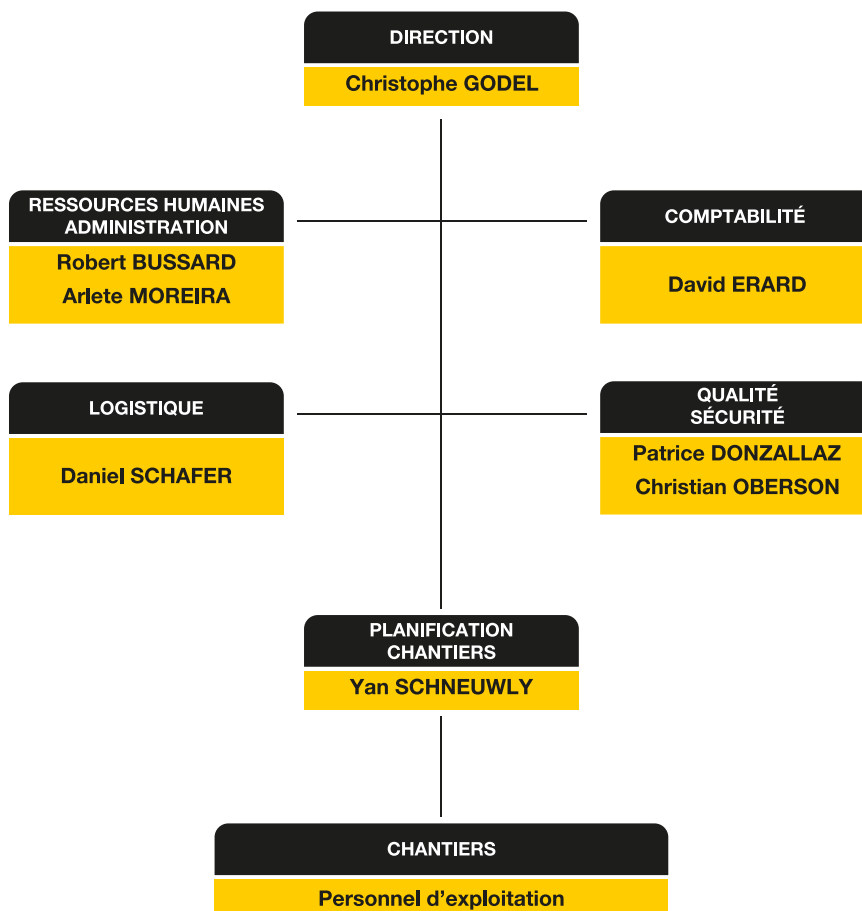 DIRECTION
Christophe GODEL
RESSOURCES HUMAINES
ADMINISTRATION
Robert BUSSARD
Arlete MOREIRA
COMPTABILITÉ
David ERARD
LOGISTIQUE
Daniel SCHAFER
QUALITÉ
SÉCURITÉ
Patrice DONZALLAZ
Christian OBERSON
PLANIFICATION
CHANTIERS
Yan SCHNEUWLY
CHANTIERS
Personnel d’exploitation